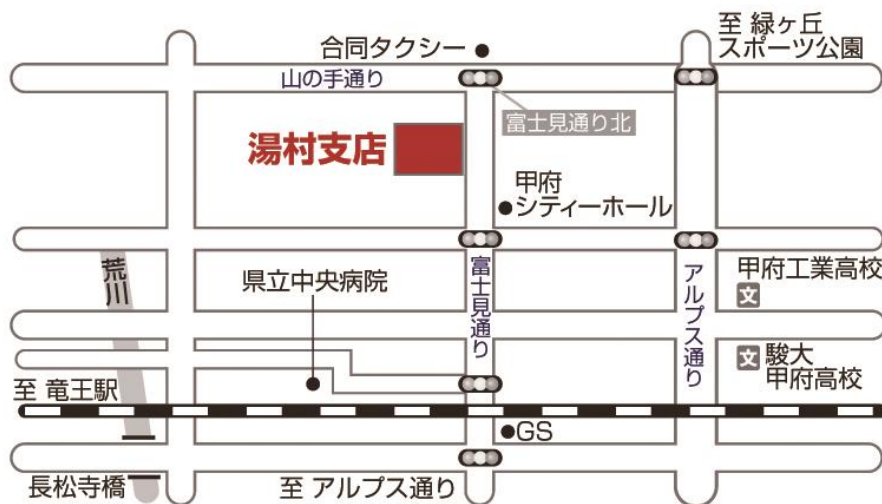 至 緑ヶ丘
スポーツ公園
合同タクシー
山の手通り
富士見通り北
湯村支店
甲府
シティーホール
荒川
県立中央病院
富士見通り
アルプス通り
甲府工業高校
文
文 駿大
甲府高校
至 竜王駅
GS
長松寺橋
至 アルプス通り